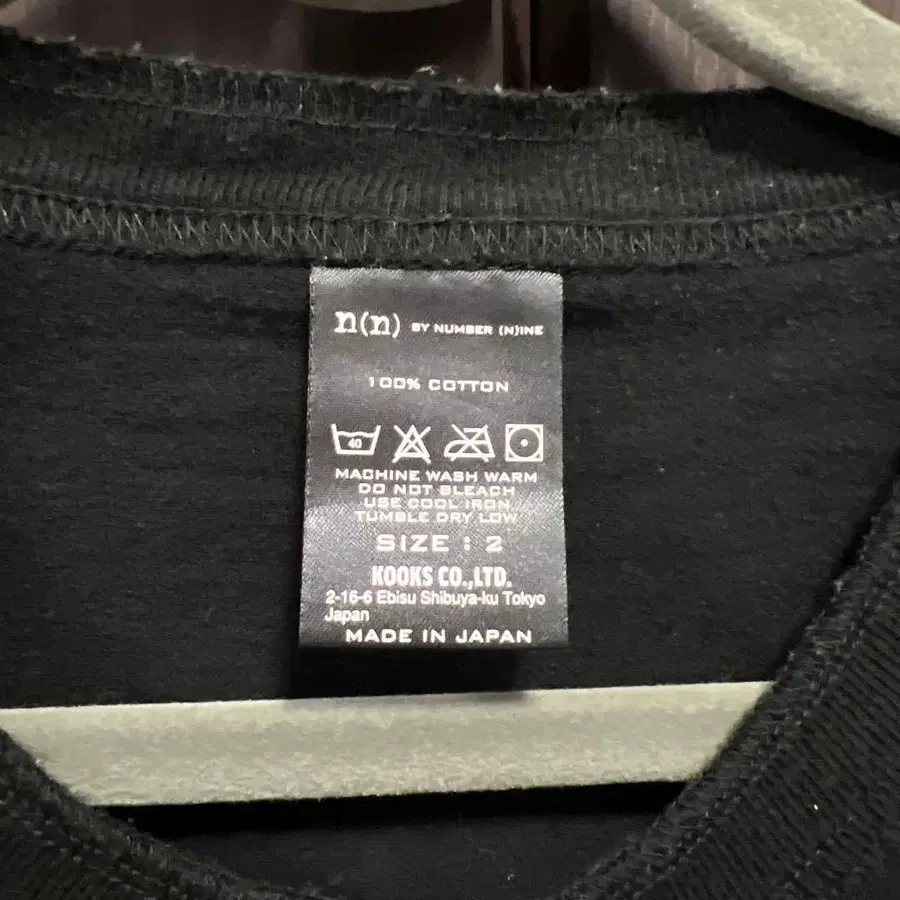 n(n) BY NUMBER (N)INE
100% COTTON
40
MACHINE WASH WARM
DO NOT BLEACH
USE COOL IRON
TUMBLE DRY LOW
SIZE : 2
KOOKS CO.,LTD.
2-16-6 Ebisu Shibuya-ku Tokyo
Japan
MADE IN JAPAN